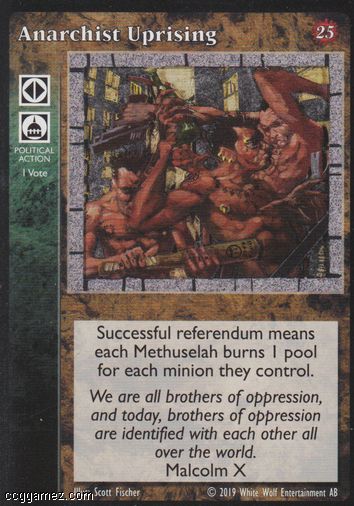 Anarchist Uprising
25
POLITICAL
ACTION
1 Vote
Successful referendum means
each Methuselah burns 1 pool
for each minion they control.
We are all brothers of oppression,
and today, brothers of oppression
are identified with each other all
over the world.
Malcolm X
Illus: Scott Fischer © 2019 White Wolf Entertainment AB
ccggamez.com